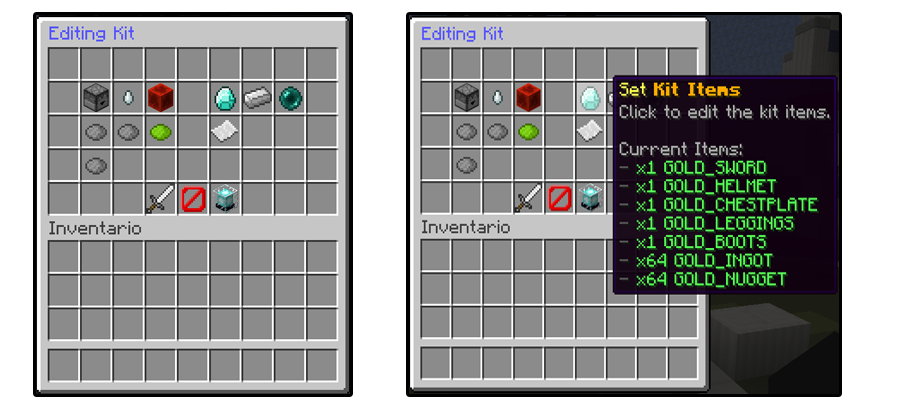 Editing Kit
Inventario
Editing Kit
Set Kit Items
Click to edit the kit items.
Current Items:
- x1 GOLD_SWORD
- x1 GOLD_HELMET
- x1 GOLD_CHESTPLATE
- x1 GOLD_LEGGINGS
- x1 GOLD_BOOTS
- x64 GOLD_INGOT
- x64 GOLD_NUGGET
Inventario